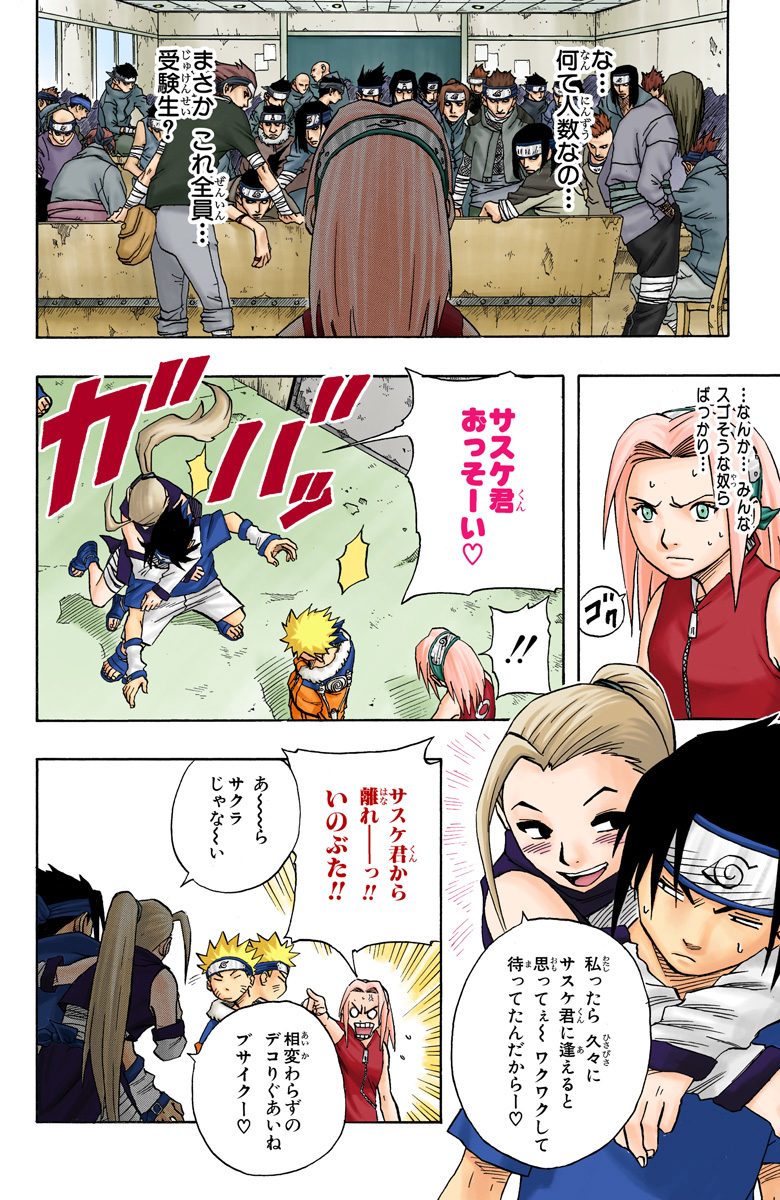 な…
何て人数なの…
まさか これ全員…
受験生?
…なんか…みんな
スゴそうな奴ら
ばっかり…
ゴク
サスケ君
おっそーい♡
ガバッ
!!
私ったら 久々に
サスケ君に逢えると
思ってぇ〜 ワクワクして
待ってたんだからー♡
サスケ君から
離れ——っ!!
いのぶた!!
あ〜〜ら
サクラ
じゃな〜い
相変わらずの
デコりぐあいね
ブサイクー♡